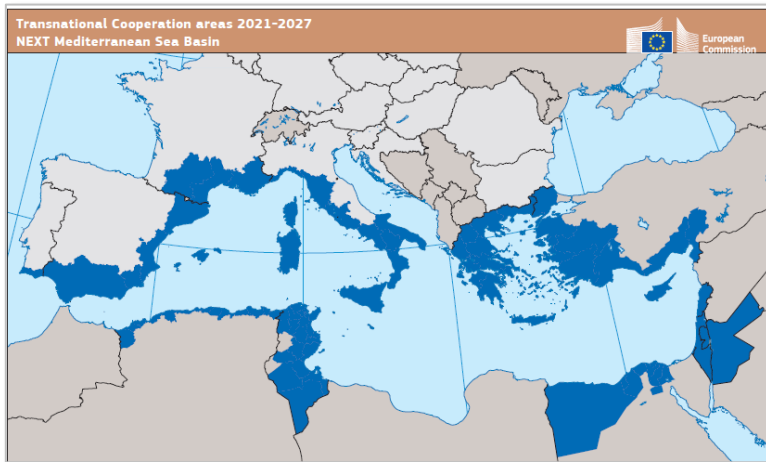 Transnational Cooperation areas 2021-2027
NEXT Mediterranean Sea Basin
European
Commission